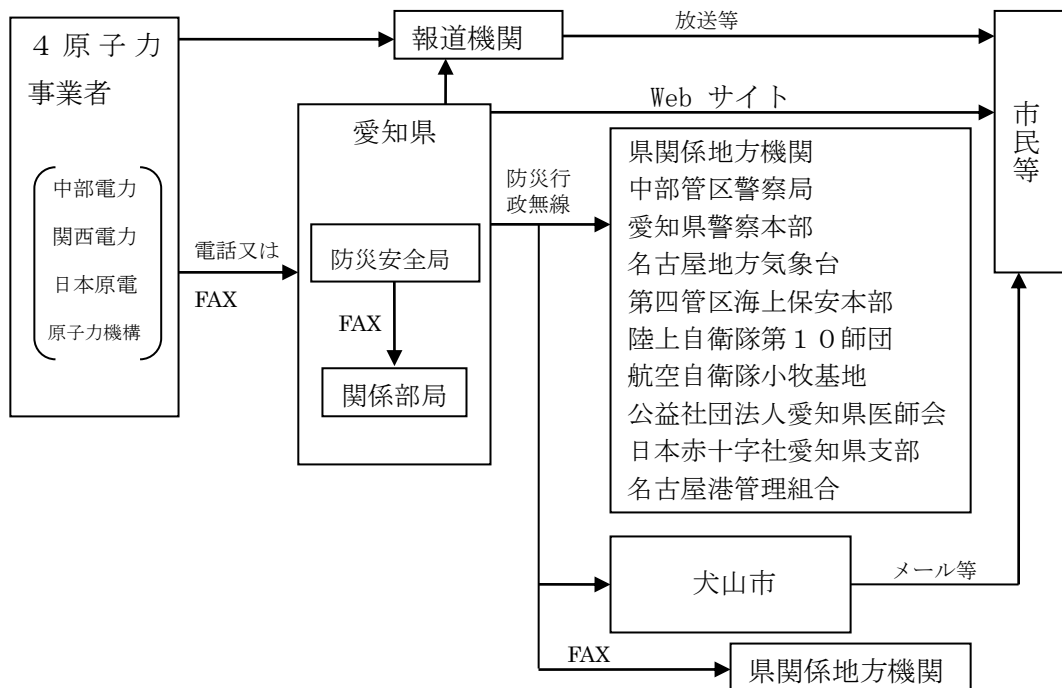 ４原子力
事業者
中部電力
関西電力
日本原電
原子力機構
電話又は
FAX
報道機関
放送等
愛知県
防災安全局
FAX
関係部局
Web サイト
防災行
政無線
県関係地方機関
中部管区警察局
愛知県警察本部
名古屋地方気象台
第四管区海上保安本部
陸上自衛隊第１０師団
航空自衛隊小牧基地
公益社団法人愛知県医師会
日本赤十字社愛知県支部
名古屋港管理組合
犬山市
メール等
FAX
県関係地方機関
市民等